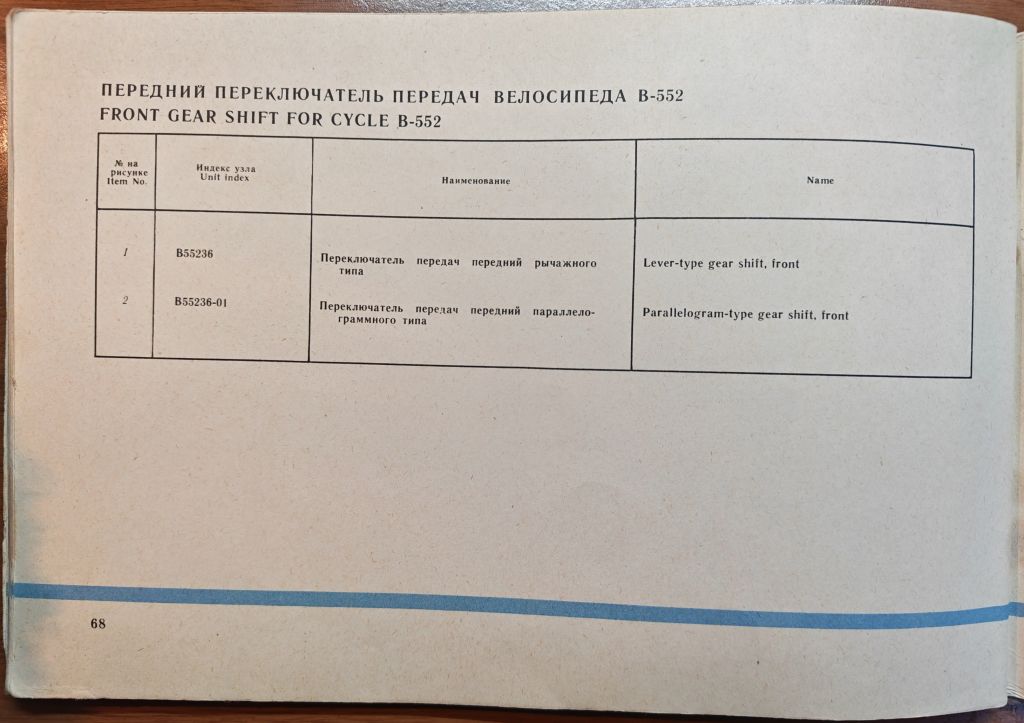 ПЕРЕДНИЙ ПЕРЕКЛЮЧАТЕЛЬ ПЕРЕДАЧ ВЕЛОСИПЕДА В-552
FRONT GEAR SHIFT FOR CYCLE B-552
№ на
рисунке
Item No.
Индекс узла
Unit index
Наименование
Name
1
В55236
Переключатель передач передний рычажного
типа
Lever-type gear shift, front
2
В55236-01
Переключатель передач передний параллело-
граммного типа
Parallelogram-type gear shift, front
68